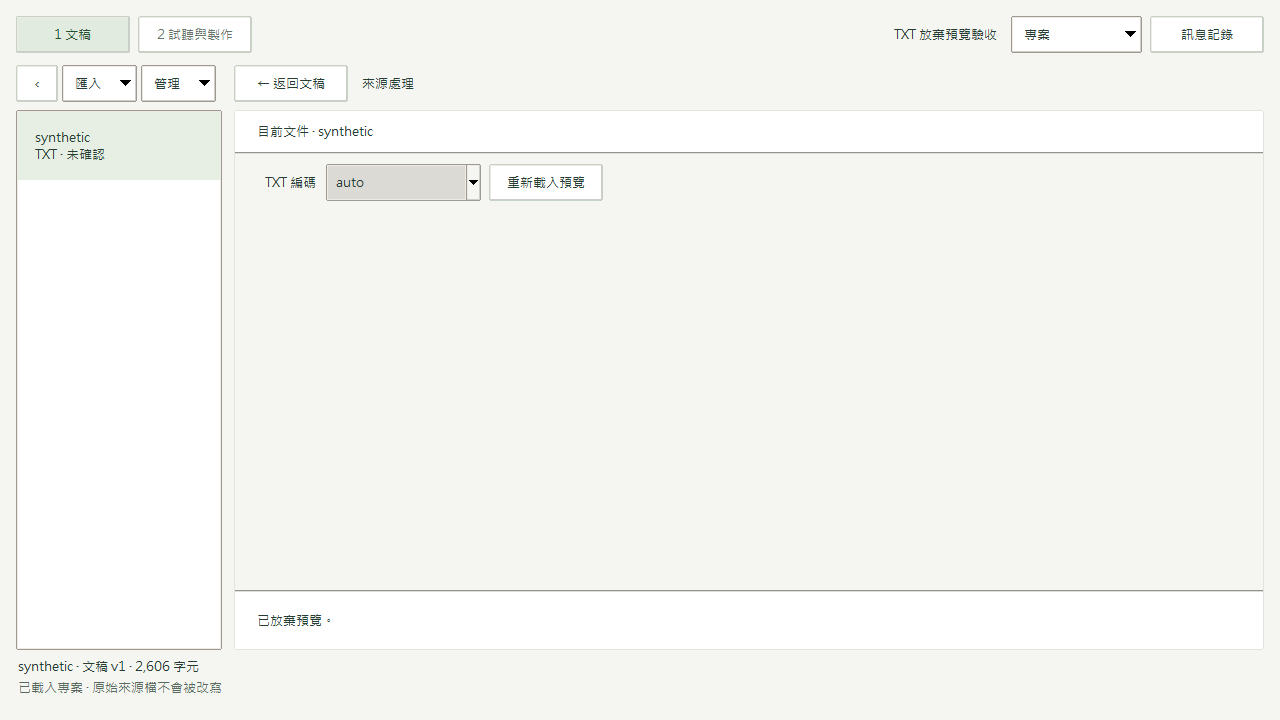 1 文稿
2 試聽與製作
TXT 放棄預覽驗收
專案
訊息記錄
‹
匯入
管理
← 返回文稿
來源處理
synthetic
TXT · 未確認
目前文件 · synthetic
TXT 編碼
auto
重新載入預覽
已放棄預覽。
synthetic · 文稿 v1 · 2,606 字元
已載入專案 · 原始來源檔不會被改寫